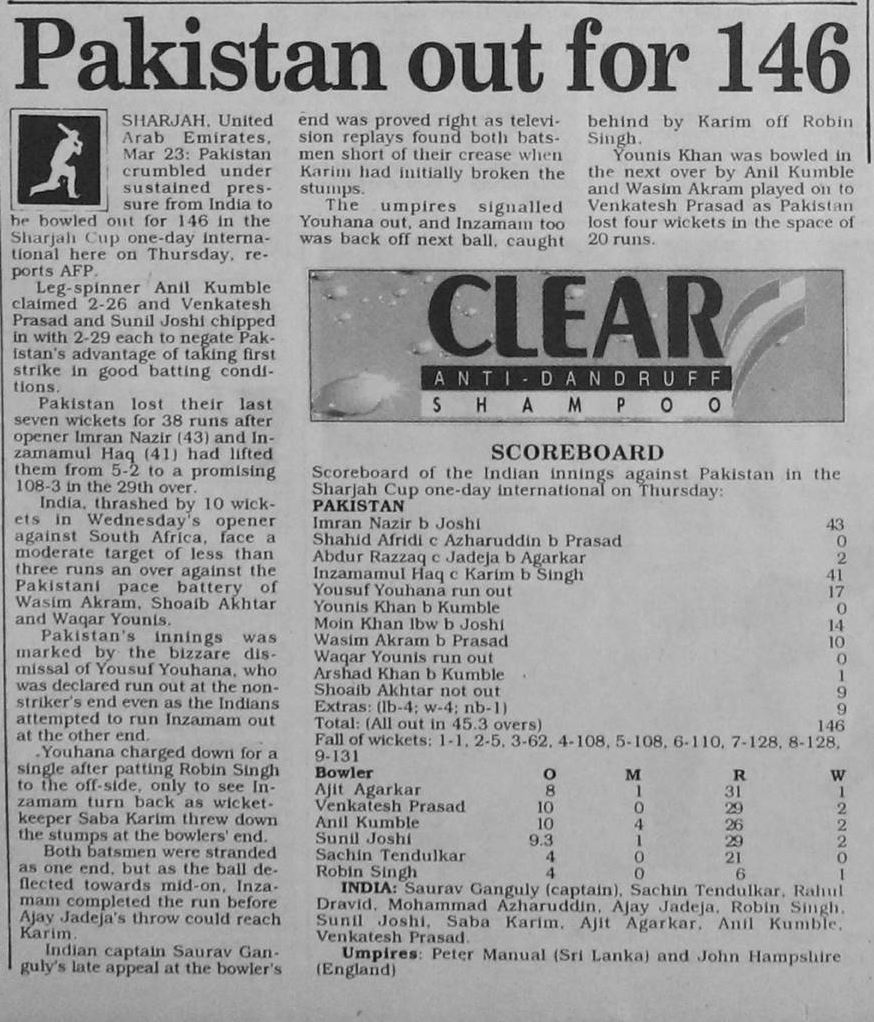 Pakistan out for 146
SHARJAH, United
Arab Emirates,
Mar 23: Pakistan
crumbled under
sustained pres-
sure from India to
be bowled out for 146 in the
Sharjah Cup one-day interna-
tional here on Thursday, re-
ports AFP.
Leg-spinner Anil Kumble
claimed 2-26 and Venkatesh
Prasad and Sunil Joshi chipped
in with 2-29 each to negate Pak-
istan's advantage of taking first
strike in good batting condi-
tions.
Pakistan lost their last
seven wickets for 38 runs after
opener Imran Nazir (43) and In-
zamamul Haq (41) had lifted
them from 5-2 to a promising
108-3 in the 29th over.
India, thrashed by 10 wick-
ets in Wednesday's opener
against South Africa, face a
moderate target of less than
three runs an over against the
Pakistani pace battery of
Wasim Akram, Shoaib Akhtar
and Waqar Younis.
Pakistan's innings was
marked by the bizzare dis-
missal of Yousuf Youhana, who
was declared run out at the non-
striker's end even as the Indians
attempted to run Inzamam out
at the other end.
Youhana charged down for a
single after patting Robin Singh
to the off-side, only to see In-
zamam turn back as wicket-
keeper Saba Karim threw down
the stumps at the bowlers' end.
Both batsmen were stranded
as one end, but as the ball de-
flected towards mid-on, Inza-
mam completed the run before
Ajay Jadeja's throw could reach
Karim.
Indian captain Saurav Gan-
guly's late appeal at the bowler's
end was proved right as televi-
sion replays found both bats-
men short of their crease when
Karim had initially broken the
stumps.
The umpires signalled
Youhana out, and Inzamam too
was back off next ball, caught
behind by Karim off Robin
Singh.
Younis Khan was bowled in
the next over by Anil Kumble
and Wasim Akram played on to
Venkatesh Prasad as Pakistan
lost four wickets in the space of
20 runs.
CLEAR
ANTI-DANDRUFF
SHAMPOO
SCOREBOARD
Scoreboard of the Indian innings against Pakistan in the
Sharjah Cup one-day international on Thursday:
PAKISTAN
Imran Nazir b Joshi 43
Shahid Afridi c Azharuddin b Prasad 0
Abdur Razzaq c Jadeja b Agarkar 2
Inzamamul Haq c Karim b Singh 41
Yousuf Youhana run out 17
Younis Khan b Kumble 0
Moin Khan lbw b Joshi 14
Wasim Akram b Prasad 10
Waqar Younis run out 0
Arshad Khan b Kumble 1
Shoaib Akhtar not out 9
Extras: (lb-4; w-4; nb-1) 9
Total: (All out in 45.3 overs) 146
Fall of wickets: 1-1, 2-5, 3-62, 4-108, 5-108, 6-110, 7-128, 8-128,
9-131
Bowler O M R W
Ajit Agarkar 8 1 31 1
Venkatesh Prasad 10 0 29 2
Anil Kumble 10 4 26 2
Sunil Joshi 9.3 1 29 2
Sachin Tendulkar 4 0 21 0
Robin Singh 4 0 6 1
INDIA: Saurav Ganguly (captain), Sachin Tendulkar, Rahul
Dravid, Mohammad Azharuddin, Ajay Jadeja, Robin Singh,
Sunil Joshi, Saba Karim, Ajit Agarkar, Anil Kumble,
Venkatesh Prasad.
Umpires: Peter Manual (Sri Lanka) and John Hampshire
(England)